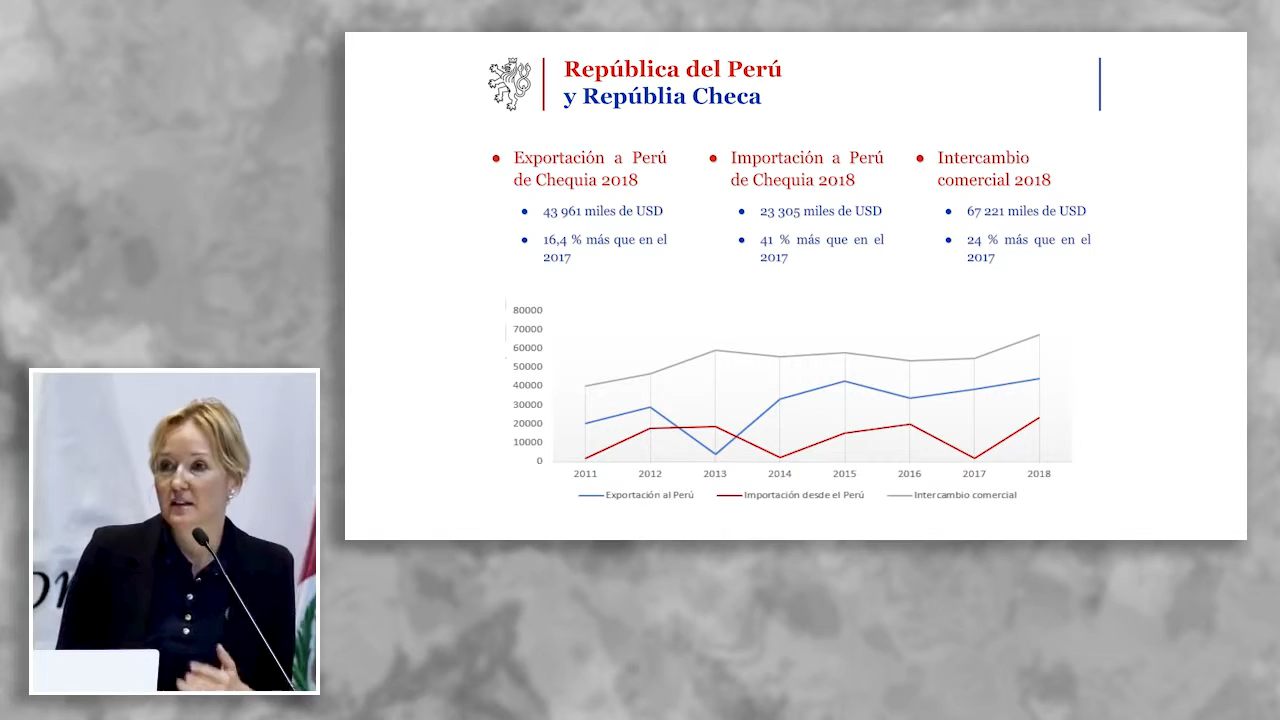 República del Perú
y Repúblia Checa
Exportación a Perú
de Chequia 2018
43 961 miles de USD
16,4 % más que en el
2017
Importación a Perú
de Chequia 2018
23 305 miles de USD
41 % más que en el
2017
Intercambio
comercial 2018
67 221 miles de USD
24 % más que en el
2017
80000
70000
60000
50000
40000
30000
20000
10000
0
2011 2012 2013 2014 2015 2016 2017 2018
Exportación al Perú Importación desde el Perú Intercambio comercial